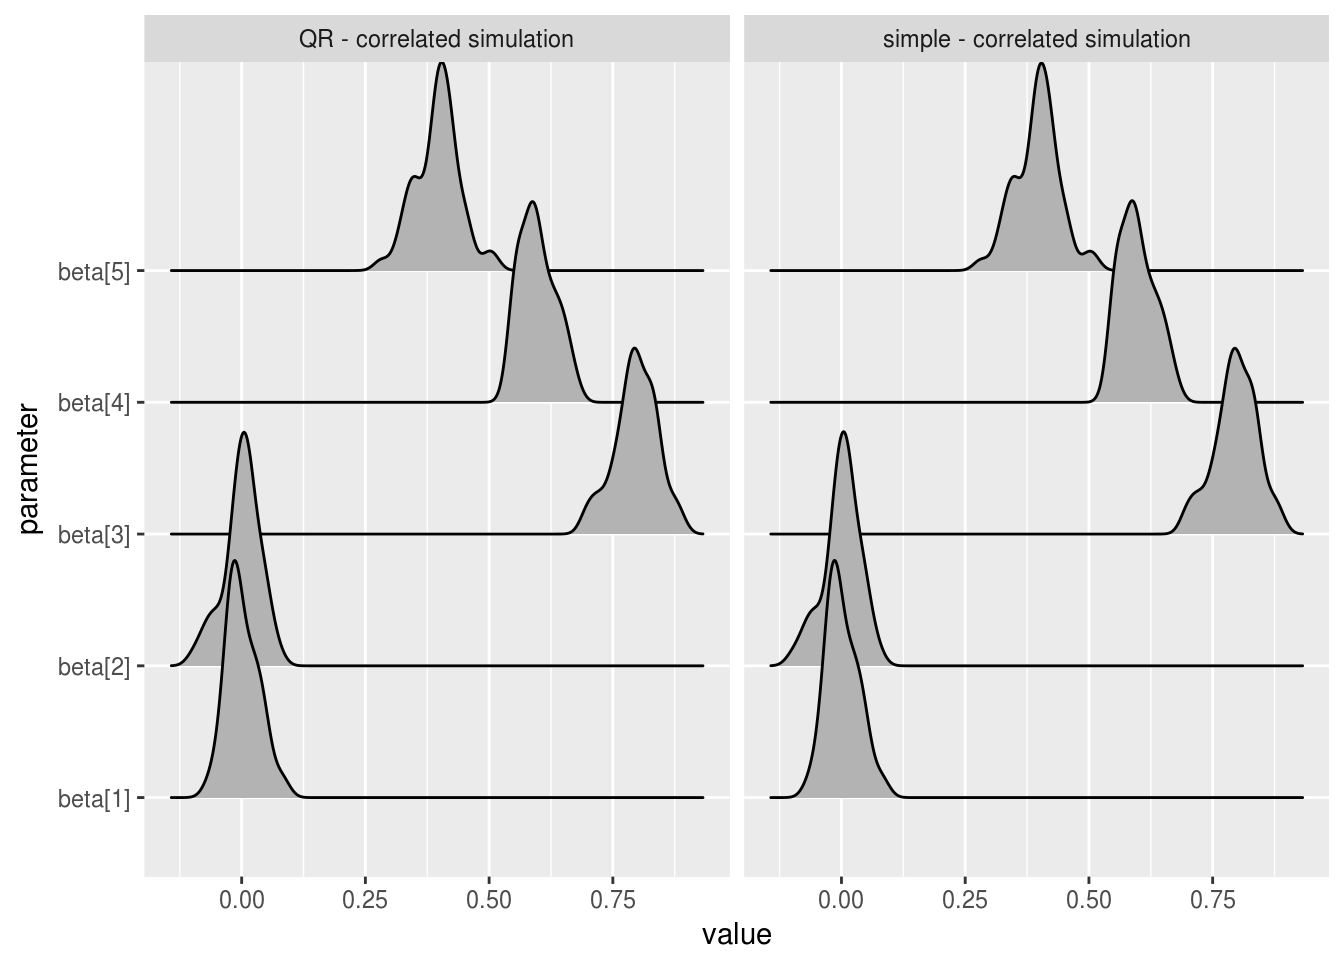 QR - correlated simulation
simple - correlated simulation
parameter
beta[5]
beta[4]
beta[3]
beta[2]
beta[1]
0.00 0.25 0.50 0.75
0.00 0.25 0.50 0.75
value